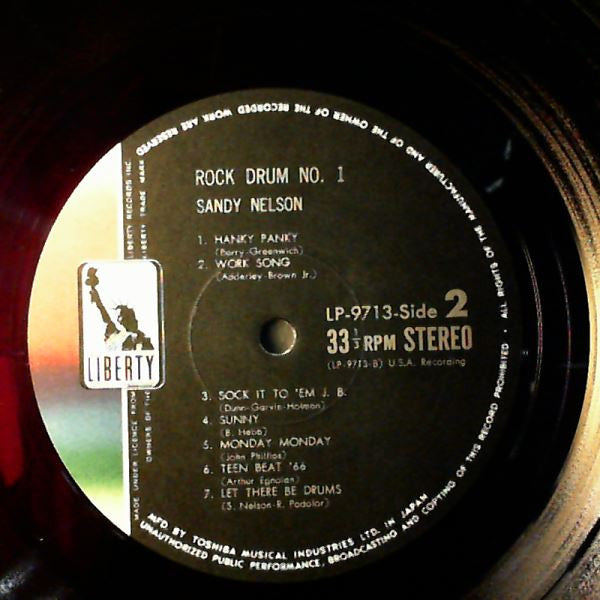 ROCK DRUM NO. 1
SANDY NELSON
1. HANKY PANKY
(Barry-Greenwich)
2. WORK SONG
(Adderley-Brown Jr.)
LP-9713-Side 2
33 1/3 RPM STEREO
(LP-9713-B) U.S.A. Recording
LIBERTY
3. SOCK IT TO 'EM J. B.
(Dunn-Garvin-Holmon)
4. SUNNY
(B. Hebb)
5. MONDAY MONDAY
(John Phillips)
6. TEEN BEAT '66
(Arthur Egnoian)
7. LET THERE BE DRUMS
(S. Nelson-R. Podolor)
MADE UNDER LICENCE FROM LIBERTY RECORDS INC.
OWNERS OF THE LIBERTY TRADE MARK
MFD BY TOSHIBA MUSICAL INDUSTRIES LTD. IN JAPAN
ALL RIGHTS OF THE MANUFACTURER AND OF THE OWNER OF THE RECORDED WORK ARE RESERVED
UNAUTHORIZED PUBLIC PERFORMANCE, BROADCASTING AND COPYING OF THIS RECORD PROHIBITED